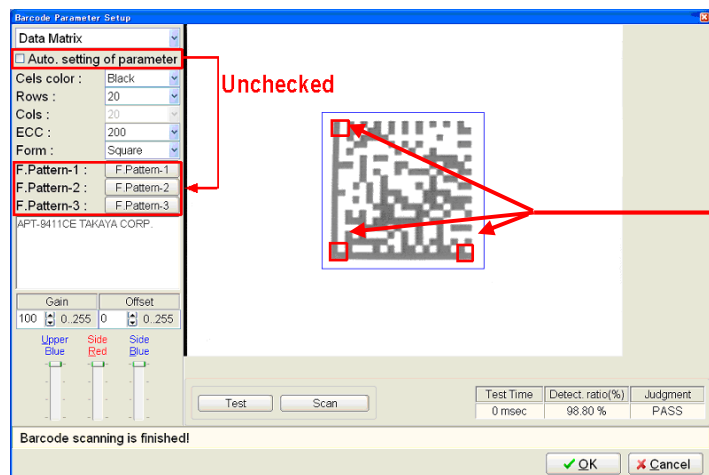 Barcode Parameter Setup
Data Matrix
Auto. setting of parameter
Cels color : Black
Rows : 20
Cols : 20
ECC : 200
Form : Square
F.Pattern-1 : F.Pattern-1
F.Pattern-2 : F.Pattern-2
F.Pattern-3 : F.Pattern-3
Unchecked
APT-9411CE TAKAYA CORP.
Gain Offset
100 0..255 0 0..255
Upper Side Side
Blue Red Blue
Test Scan
Test Time Detect. ratio(%) Judgment
0 msec 98.80 % PASS
Barcode scanning is finished!
OK Cancel